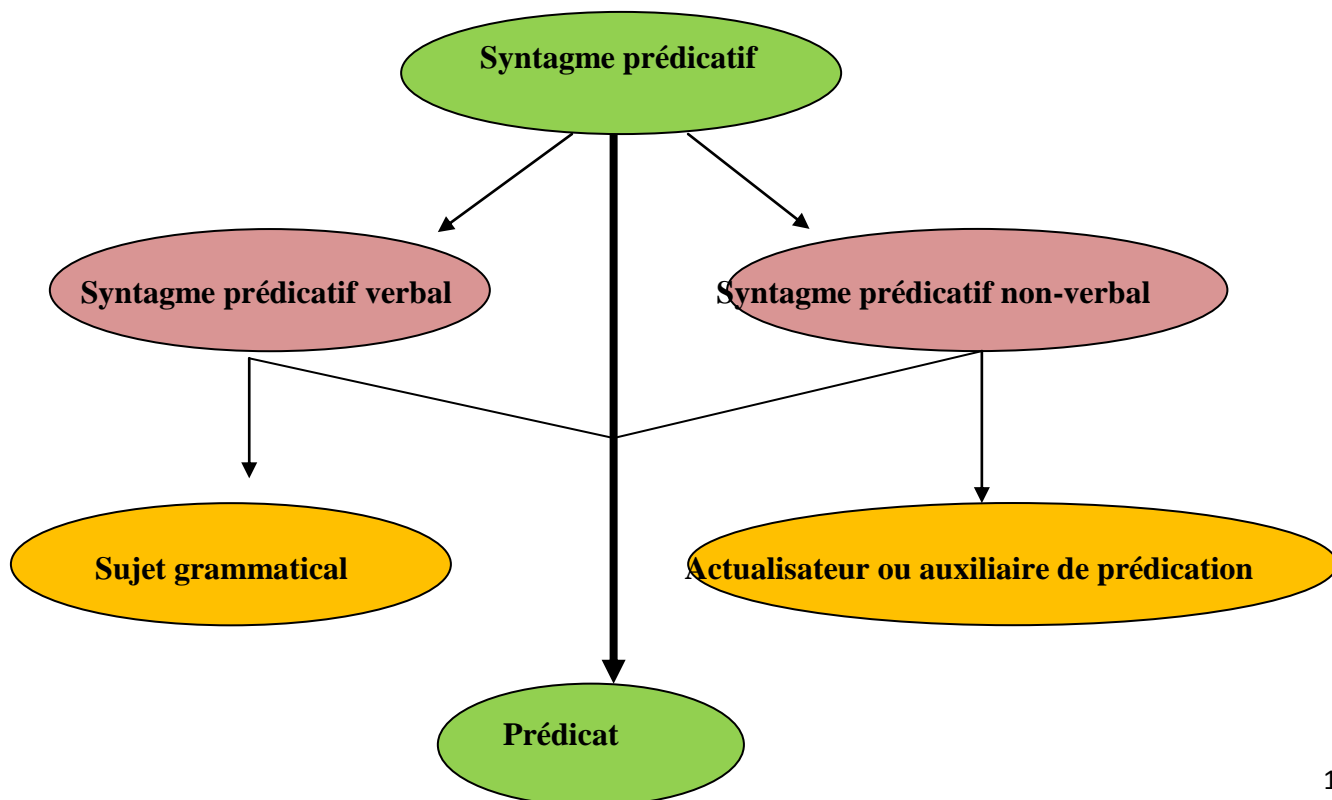 Syntagme prédicatif
Syntagme prédicatif verbal
Syntagme prédicatif non-verbal
Sujet grammatical
Actualisateur ou auxiliaire de prédication
Prédicat
1